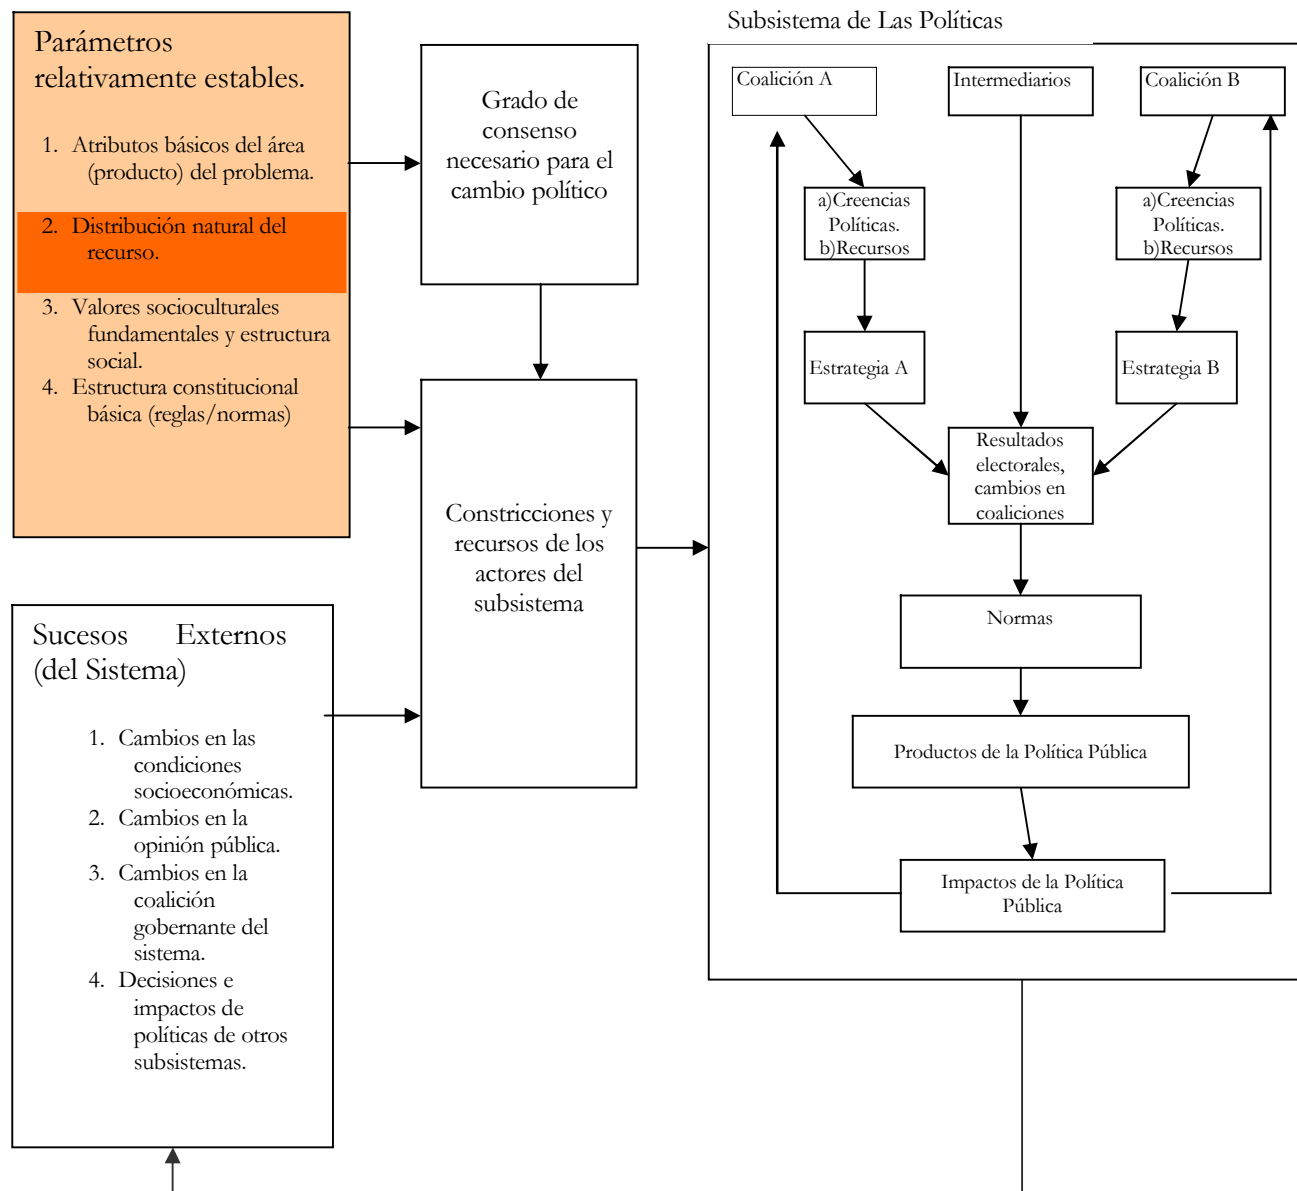 Parámetros
relativamente estables.
1. Atributos básicos del área
(producto) del problema.
2. Distribución natural del
recurso.
3. Valores socioculturales
fundamentales y estructura
social.
4. Estructura constitucional
básica (reglas/normas)
Grado de
consenso
necesario para el
cambio político
Constricciones y
recursos de los
actores del
subsistema
Sucesos Externos
(del Sistema)
1. Cambios en las
condiciones
socioeconómicas.
2. Cambios en la
opinión pública.
3. Cambios en la
coalición
gobernante del
sistema.
4. Decisiones e
impactos de
políticas de otros
subsistemas.
Subsistema de Las Políticas
Coalición A
Intermediarios
Coalición B
a)Creencias
Políticas.
b)Recursos
a)Creencias
Políticas.
b)Recursos
Estrategia A
Estrategia B
Resultados
electorales,
cambios en
coaliciones
Normas
Productos de la Política Pública
Impactos de la Política
Pública